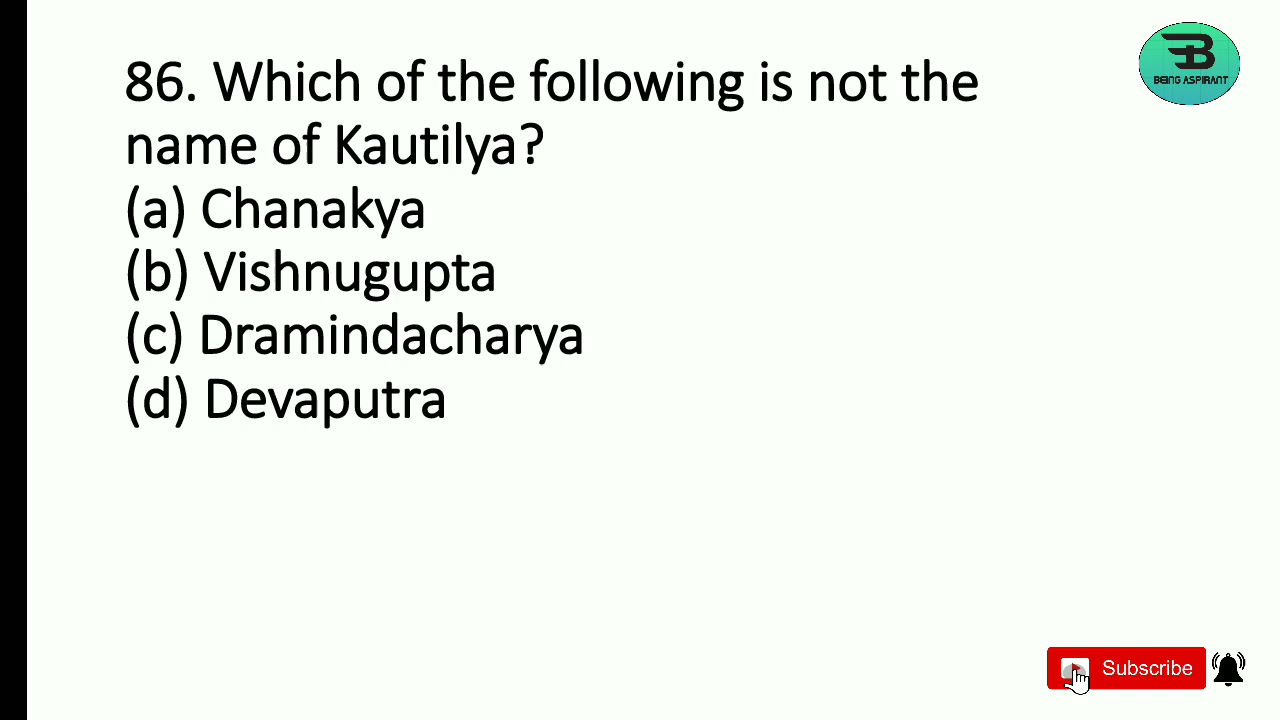 86. Which of the following is not the
name of Kautilya?
(a) Chanakya
(b) Vishnugupta
(c) Dramindacharya
(d) Devaputra
B
BEING ASPIRANT
Subscribe